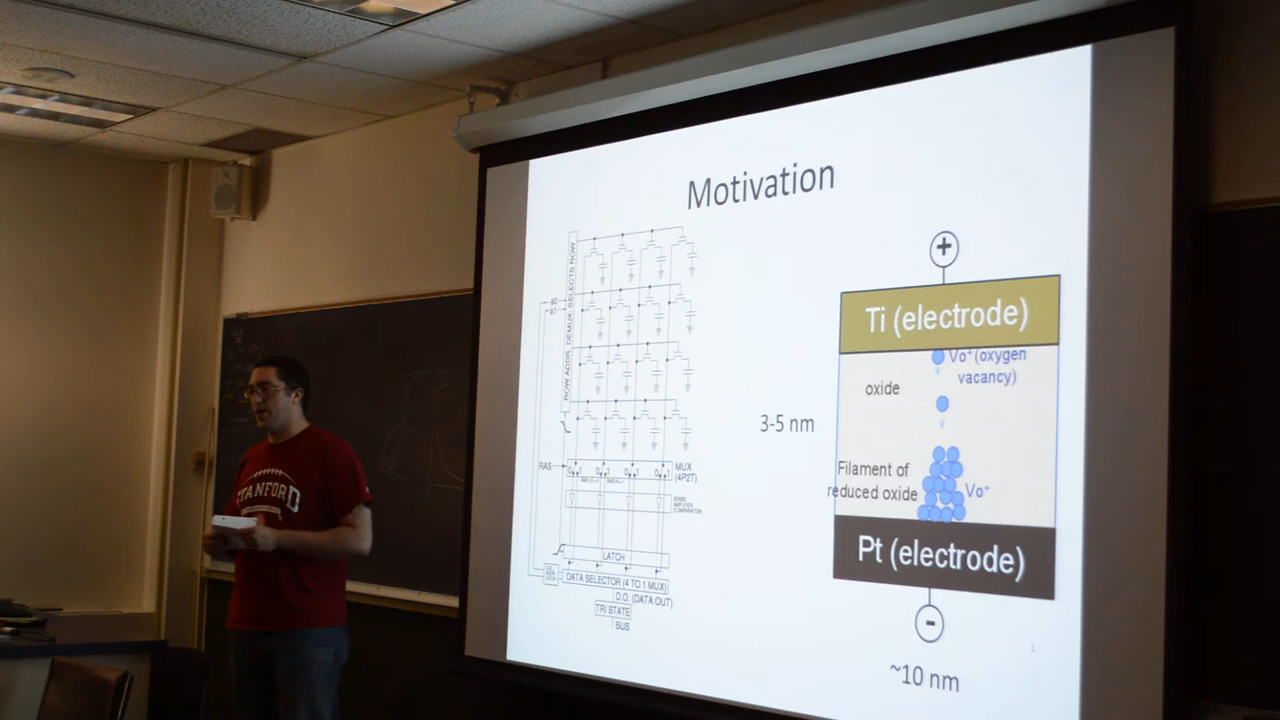 Motivation
ROW ADDR DEMUX SELECTS ROW
RAS
MUX
(4P2T)
LATCH
DATA SELECTOR (4 TO 1 MUX)
D.O. (DATA OUT)
TRI STATE
BUS
3-5 nm
+
Ti (electrode)
Vo⁺(oxygen
vacancy)
oxide
Filament of
reduced oxide
Vo⁺
Pt (electrode)
-
~10 nm
STANFORD